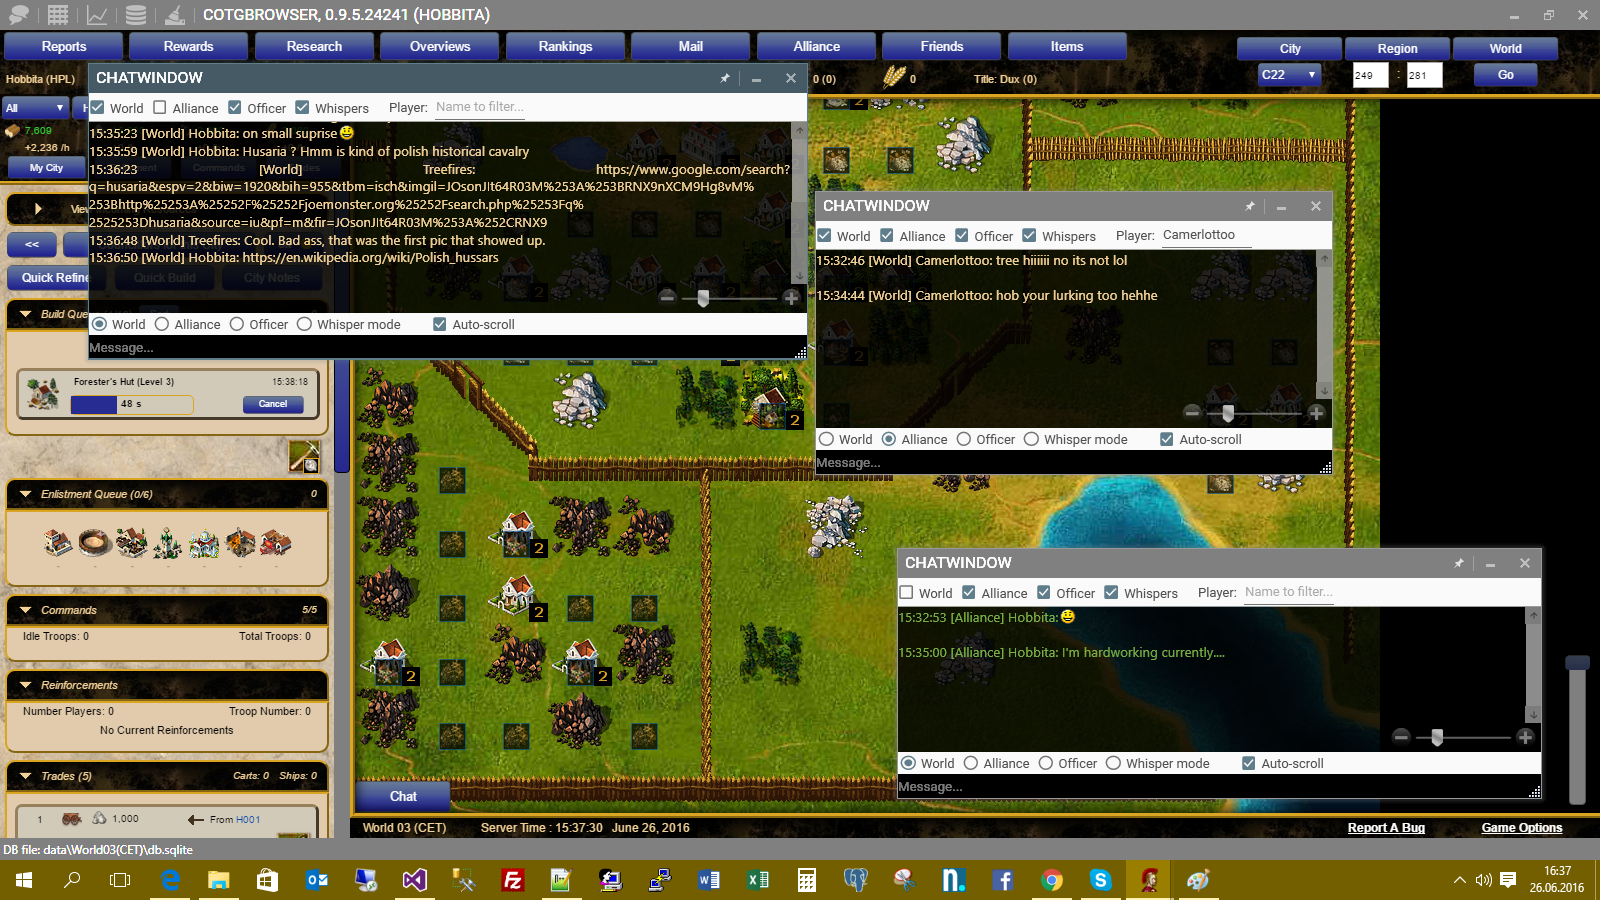 COTGBROWSER, 0.9.5.24241 (HOBBITA)
Reports Rewards Research Overviews Rankings Mail Alliance Friends Items City Region World
Hobbita (HPL) 0 (0) 0 Title: Dux (0) C22 249 : 281 Go
CHATWINDOW
World Alliance Officer Whispers Player: Name to filter...
15:35:23 [World] Hobbita: on small suprise
15:35:59 [World] Hobbita: Husaria ? Hmm is kind of polish historical cavalry
15:36:23 [World] Treefires: https://www.google.com/search?
q=husaria&espv=2&biw=1920&bih=955&tbm=isch&imgil=JOsonJIt64R03M%253A%253BRNX9nXCM9Hg8vM%
253Bhttp%25253A%25252F%25252Fjoemonster.org%25252Fsearch.php%25253Fq%
2525253Dhusaria&source=iu&pf=m&fir=JOsonJIt64R03M%253A%252CRNX9
15:36:48 [World] Treefires: Cool. Bad ass, that was the first pic that showed up.
15:36:50 [World] Hobbita: https://en.wikipedia.org/wiki/Polish_hussars
World Alliance Officer Whisper mode Auto-scroll
Message...
All
7,609
+2,236 /h
My City
<<
Quick Refine Quick Build City Notes
Build Que
Forester's Hut (Level 3) 15:38:18
48 s Cancel
Enlistment Queue (0/6) 0
Commands 5/5
Idle Troops: 0 Total Troops: 0
Reinforcements
Number Players: 0 Troop Number: 0
No Current Reinforcements
Trades (5) Carts: 0 Ships: 0
1 1,000 From H001
CHATWINDOW
World Alliance Officer Whispers Player: Camerlottoo
15:32:46 [World] Camerlottoo: tree hiiiiii no its not lol
15:34:44 [World] Camerlottoo: hob your lurking too hehhe
World Alliance Officer Whisper mode Auto-scroll
Message...
2
2
2
2
2
CHATWINDOW
World Alliance Officer Whispers Player: Name to filter...
15:32:53 [Alliance] Hobbita:
15:35:00 [Alliance] Hobbita: I'm hardworking currently....
World Alliance Officer Whisper mode Auto-scroll
Message...
Chat
World 03 (CET) Server Time : 15:37:30 June 26, 2016 Report A Bug Game Options
DB file: data\World03(CET)\db.sqlite
16:37
26.06.2016